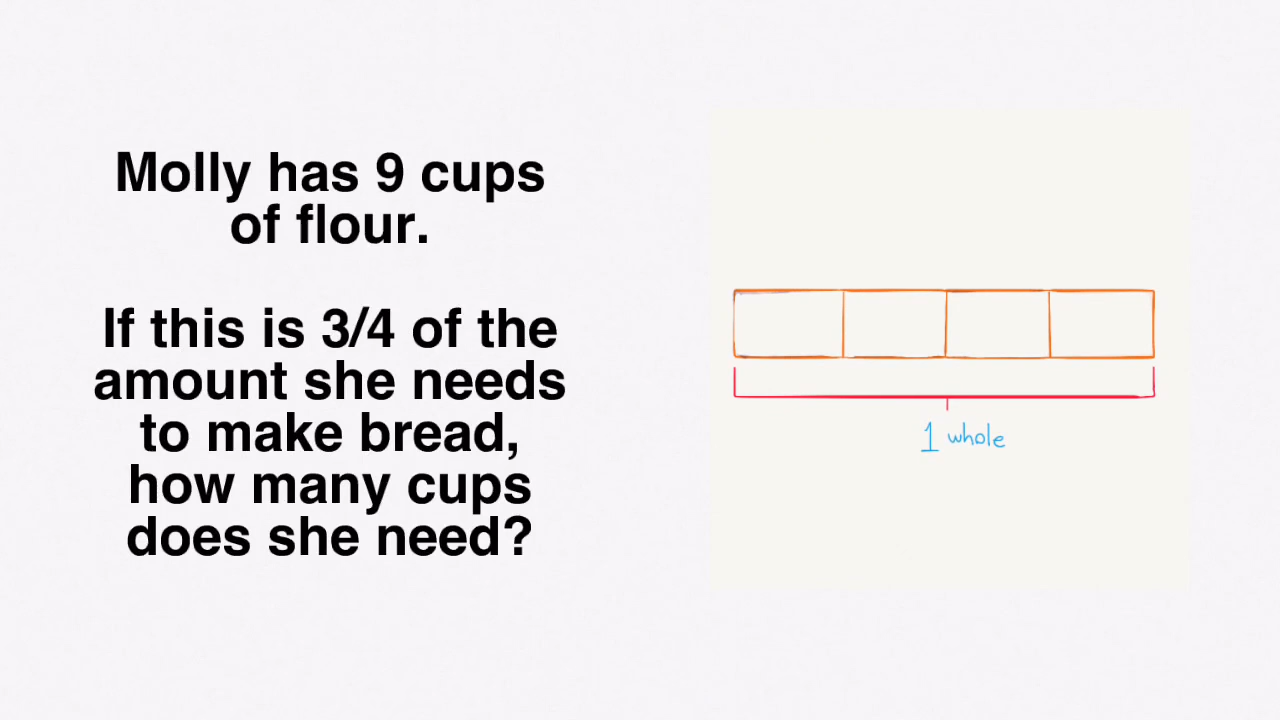 Molly has 9 cups
of flour.
If this is 3/4 of the
amount she needs
to make bread,
how many cups
does she need?
1 whole